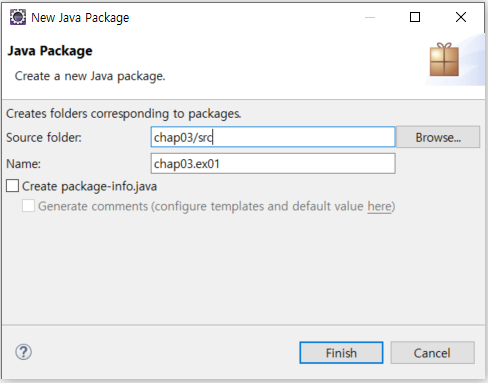 New Java Package
Java Package
Create a new Java package.
Creates folders corresponding to packages.
Source folder: chap03/src Browse...
Name: chap03.ex01
Create package-info.java
Generate comments (configure templates and default value here)
? Finish Cancel